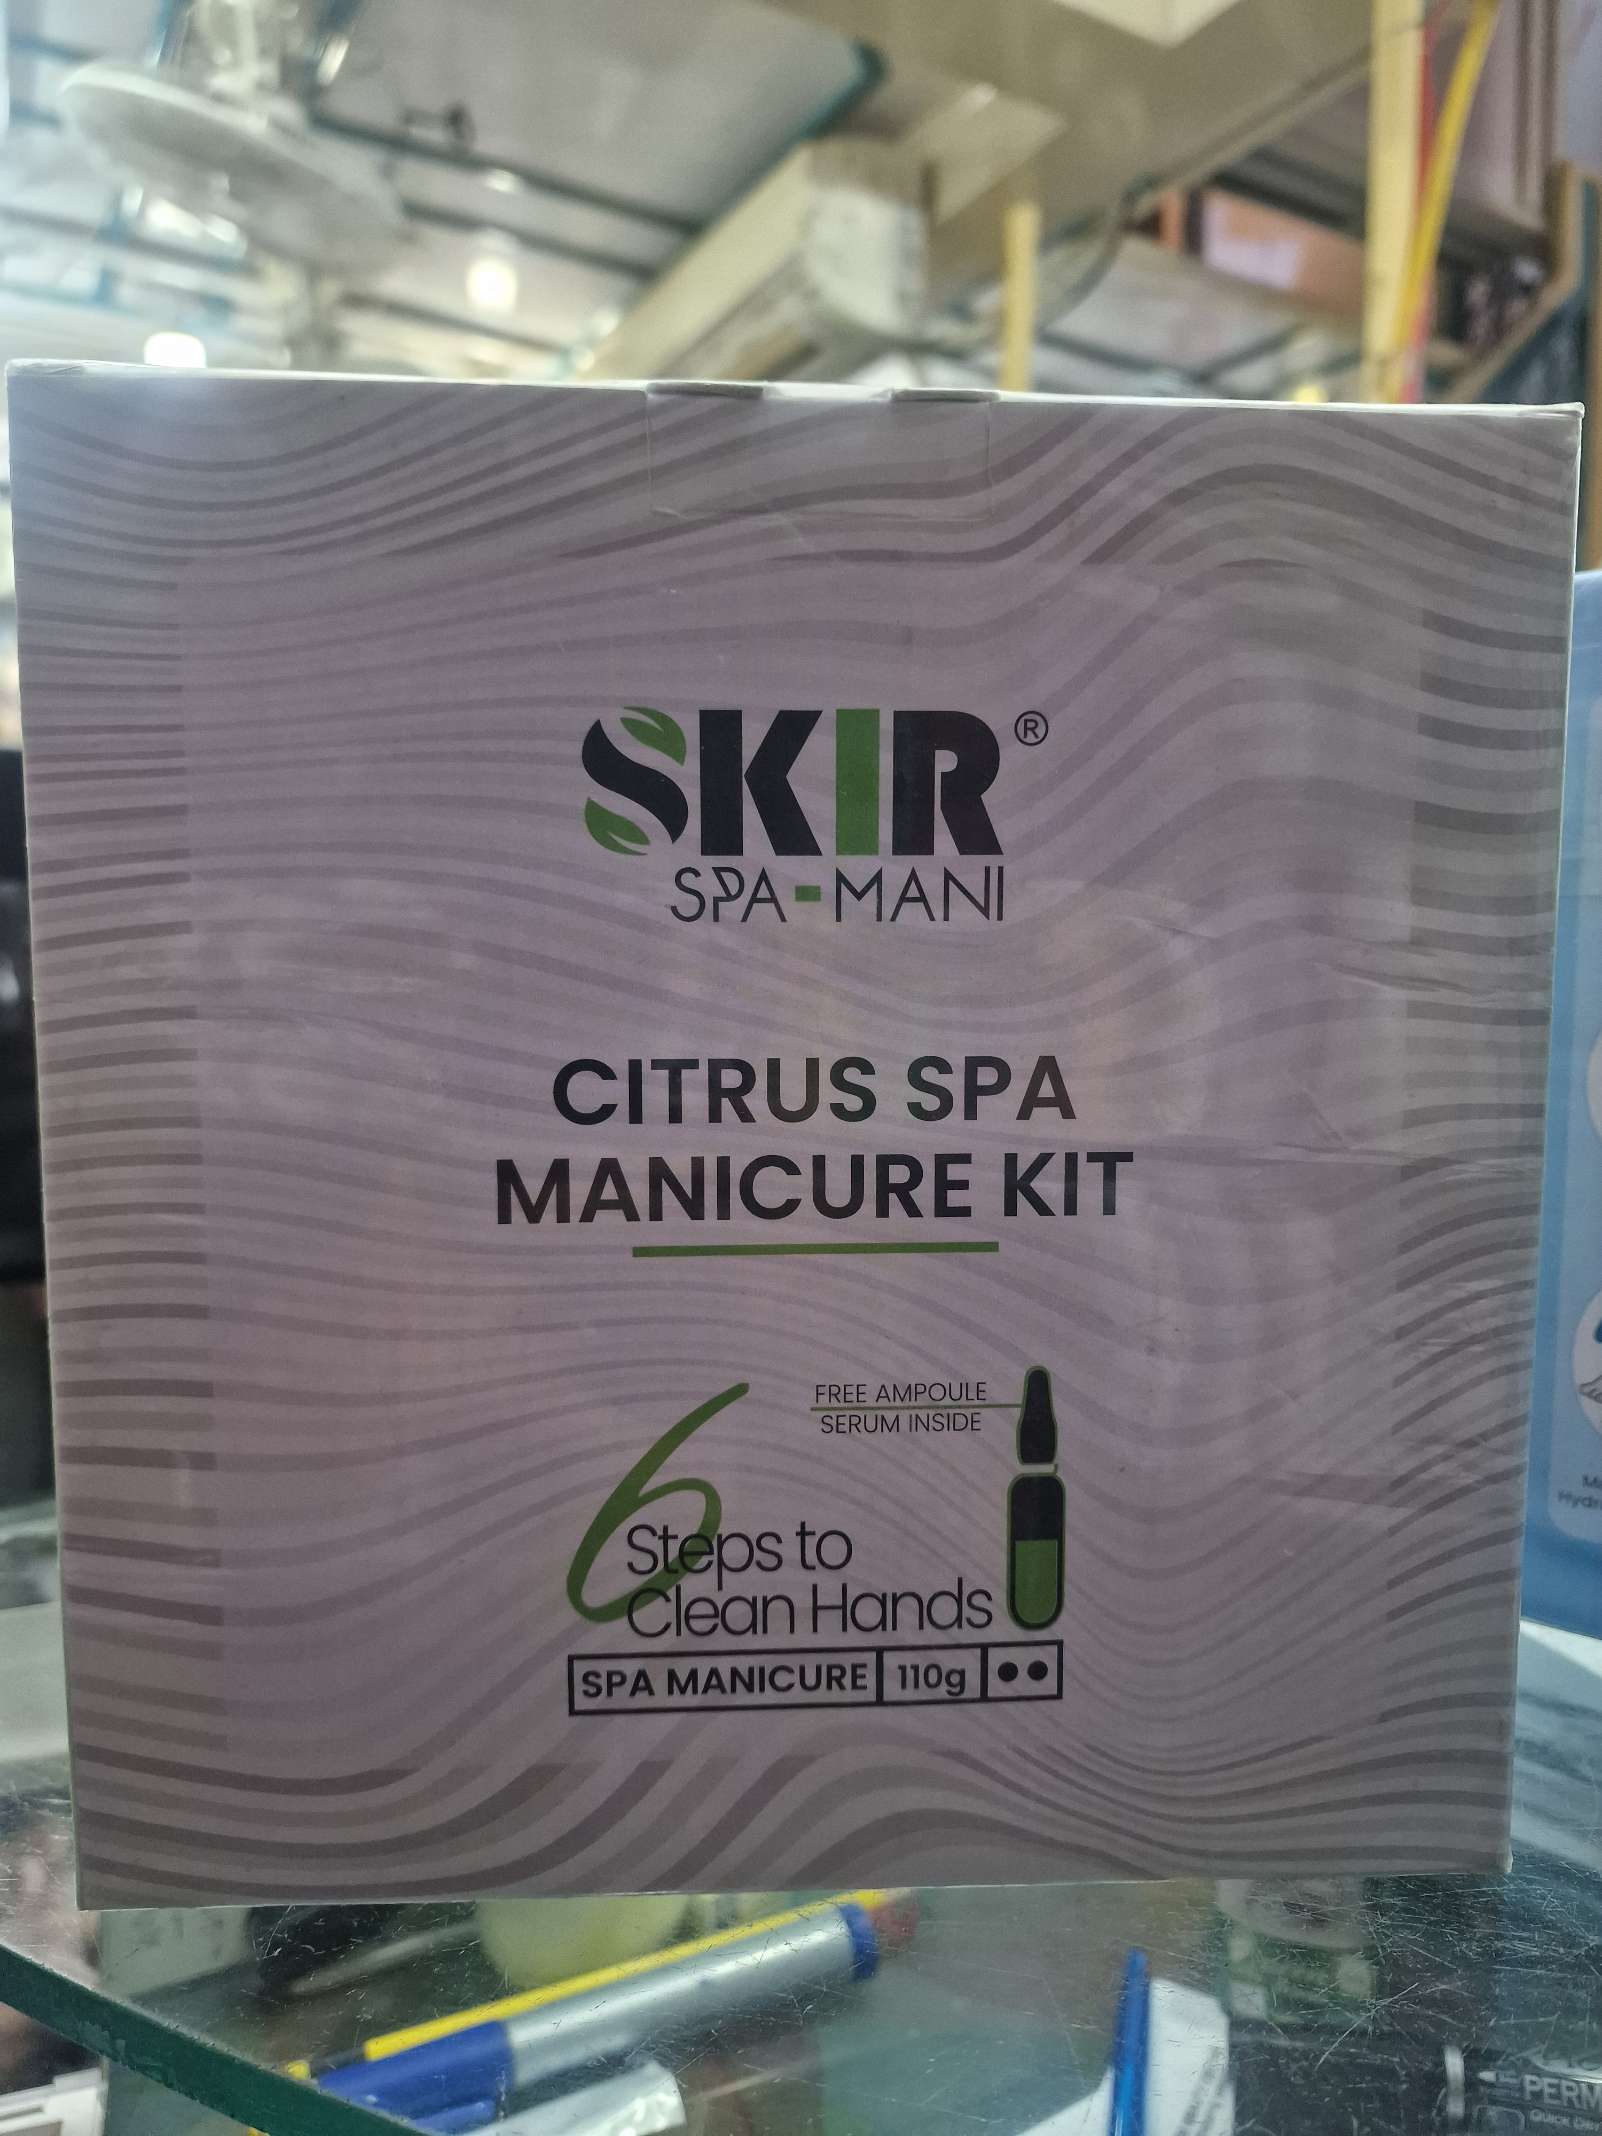 SKIR®
SPA-MANI
CITRUS SPA
MANICURE KIT
FREE AMPOULE
SERUM INSIDE
6
Steps to
Clean Hands
SPA MANICURE 110g
PERM